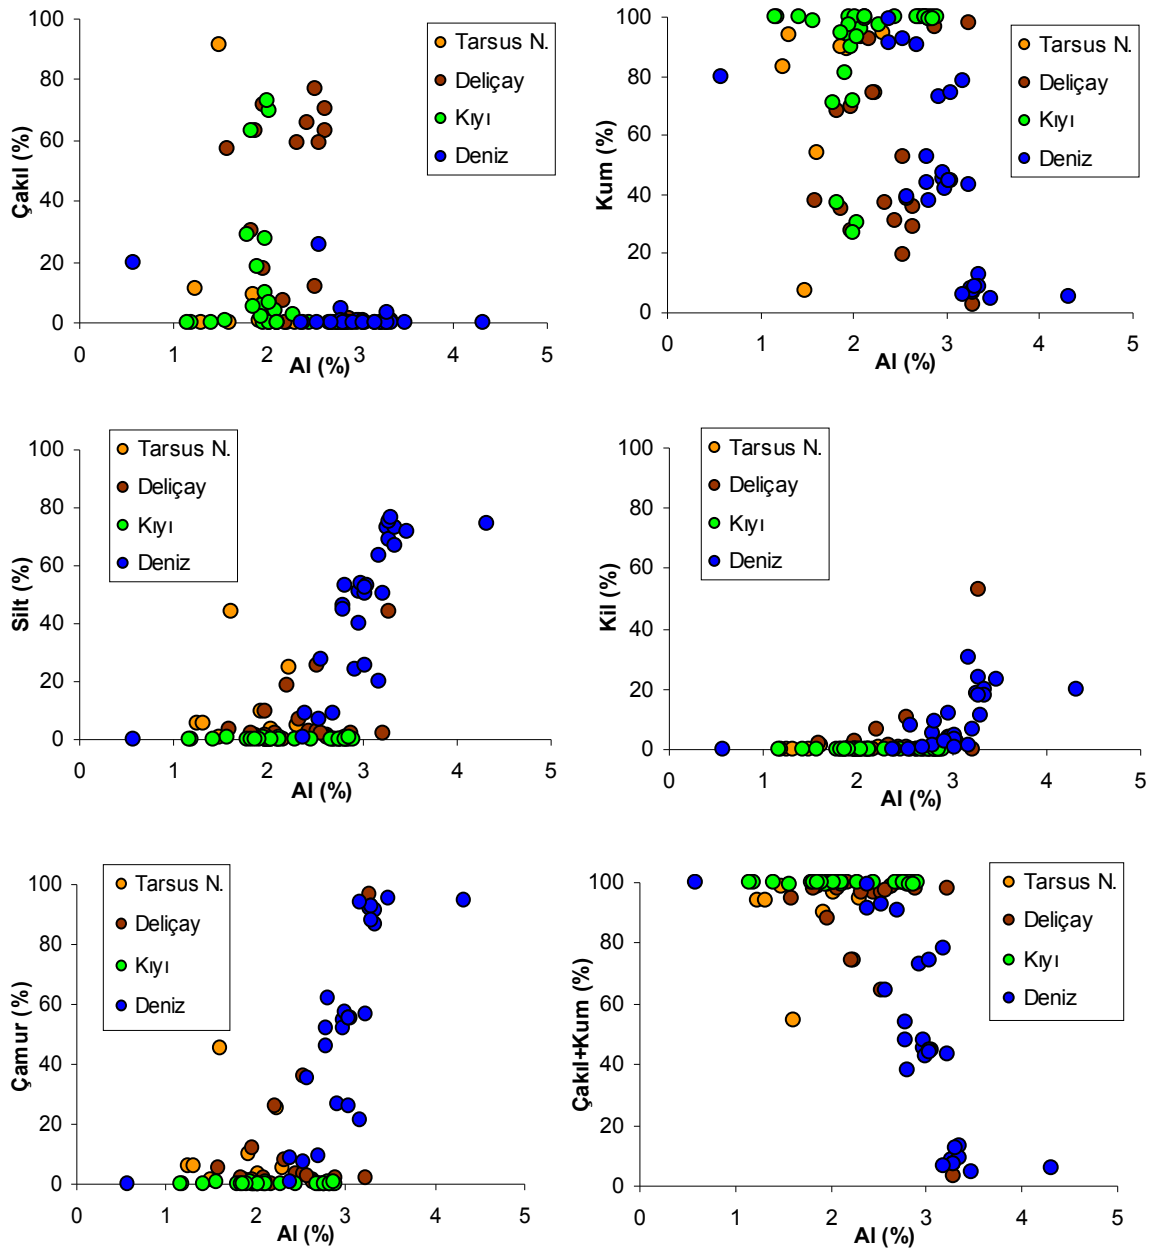 Çakıl (%)
100
80
60
40
20
0
0 1 2 3 4 5
Al (%)
Tarsus N.
Deliçay
Kıyı
Deniz
Kum (%)
100
80
60
40
20
0
0 1 2 3 4 5
Al (%)
Tarsus N.
Deliçay
Kıyı
Deniz
Silt (%)
100
80
60
40
20
0
0 1 2 3 4 5
Al (%)
Tarsus N.
Deliçay
Kıyı
Deniz
Kil (%)
100
80
60
40
20
0
0 1 2 3 4 5
Al (%)
Tarsus N.
Deliçay
Kıyı
Deniz
Çamur (%)
100
80
60
40
20
0
0 1 2 3 4 5
Al (%)
Tarsus N.
Deliçay
Kıyı
Deniz
Çakıl+Kum (%)
100
80
60
40
20
0
0 1 2 3 4 5
Al (%)
Tarsus N.
Deliçay
Kıyı
Deniz